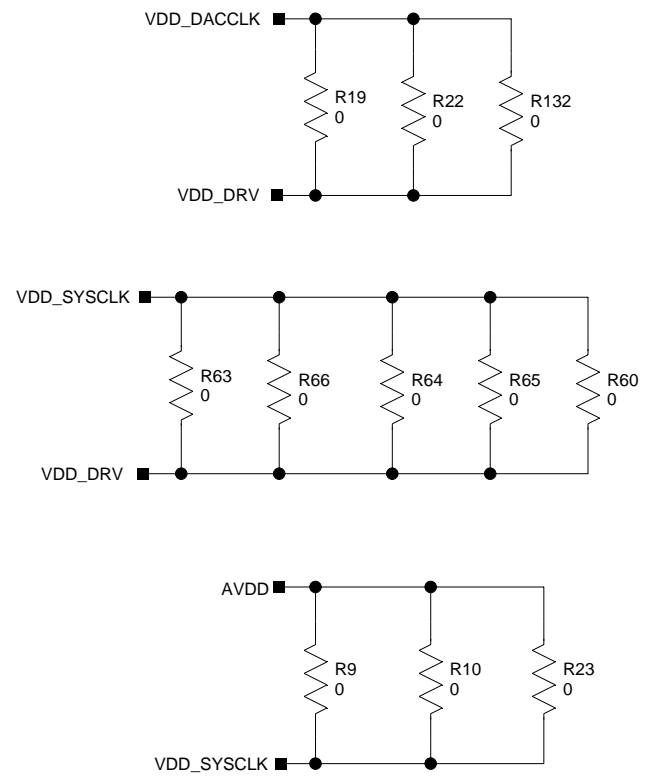 VDD_DACCLK
R19
0
R22
0
R132
0
VDD_DRV
VDD_SYSCLK
R63
0
R66
0
R64
0
R65
0
R60
0
VDD_DRV
AVDD
R9
0
R10
0
R23
0
VDD_SYSCLK